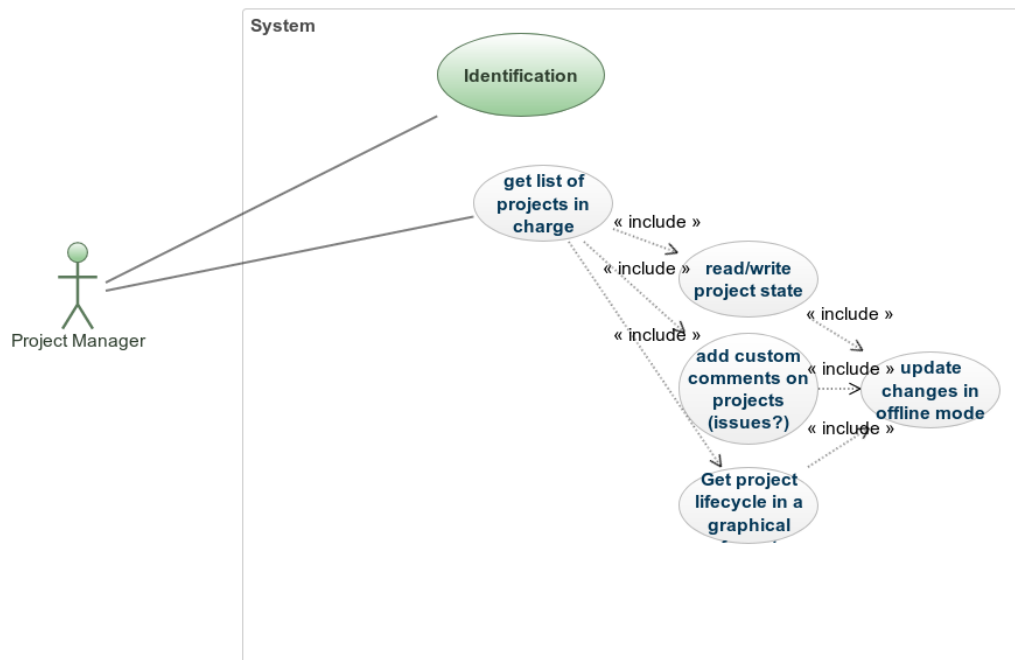 System
Identification
get list of
projects in
charge
« include »
« include »
read/write
project state
« include »
« include »
Project Manager
add custom
comments on
projects
(issues?)
« include »
update
changes in
offline mode
« include »
Get project
lifecycle in a
graphical